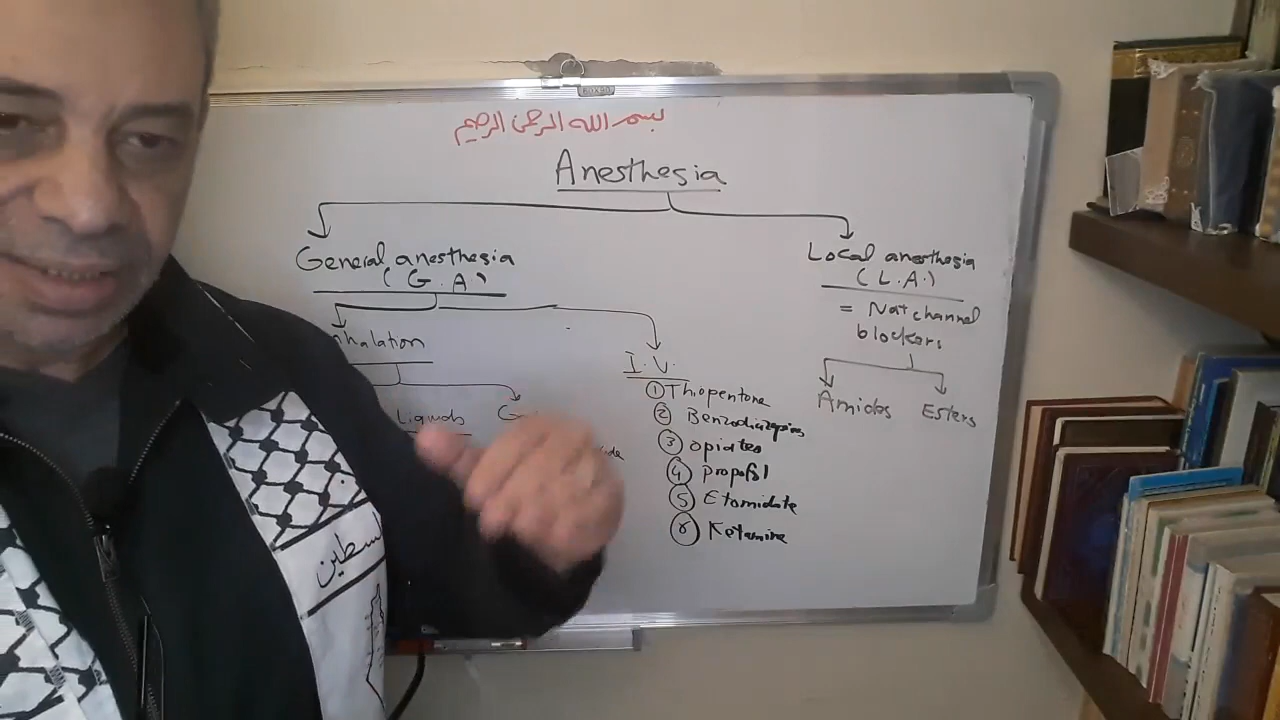 بسم الله الرحمن الرحيم
Anesthesia
General anesthesia
(G.A)
Local anesthesia
(L.A.)
= Na+ channel
blockers
Amides Esters
nhalation
Liquids
I.V.
① Thiopentone
② Benzodiazepines
③ opiates
④ propofol
⑤ Etomidate
⑥ Ketamine